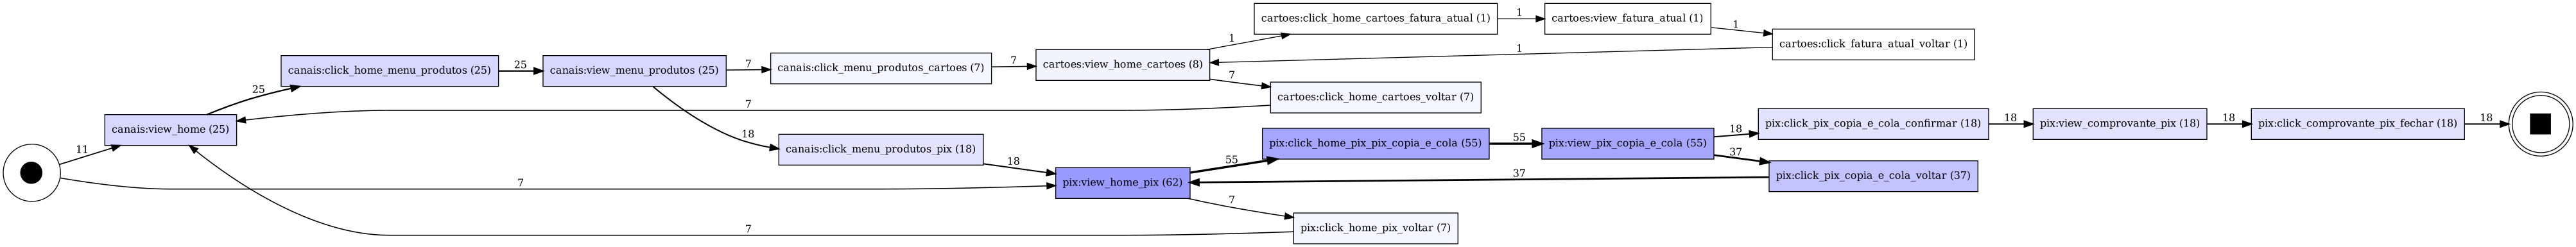 cartoes:click_home_cartoes_fatura_atual (1)
1
cartoes:view_fatura_atual (1)
1
cartoes:click_fatura_atual_voltar (1)
1
1
canais:click_home_menu_produtos (25)
25
canais:view_menu_produtos (25)
7
canais:click_menu_produtos_cartoes (7)
7
cartoes:view_home_cartoes (8)
7
cartoes:click_home_cartoes_voltar (7)
7
25
canais:view_home (25)
11
18
canais:click_menu_produtos_pix (18)
18
pix:click_home_pix_pix_copia_e_cola (55)
55
pix:view_pix_copia_e_cola (55)
18
pix:click_pix_copia_e_cola_confirmar (18)
18
pix:view_comprovante_pix (18)
18
pix:click_comprovante_pix_fechar (18)
18
55
37
7
pix:view_home_pix (62)
37
pix:click_pix_copia_e_cola_voltar (37)
7
pix:click_home_pix_voltar (7)
7